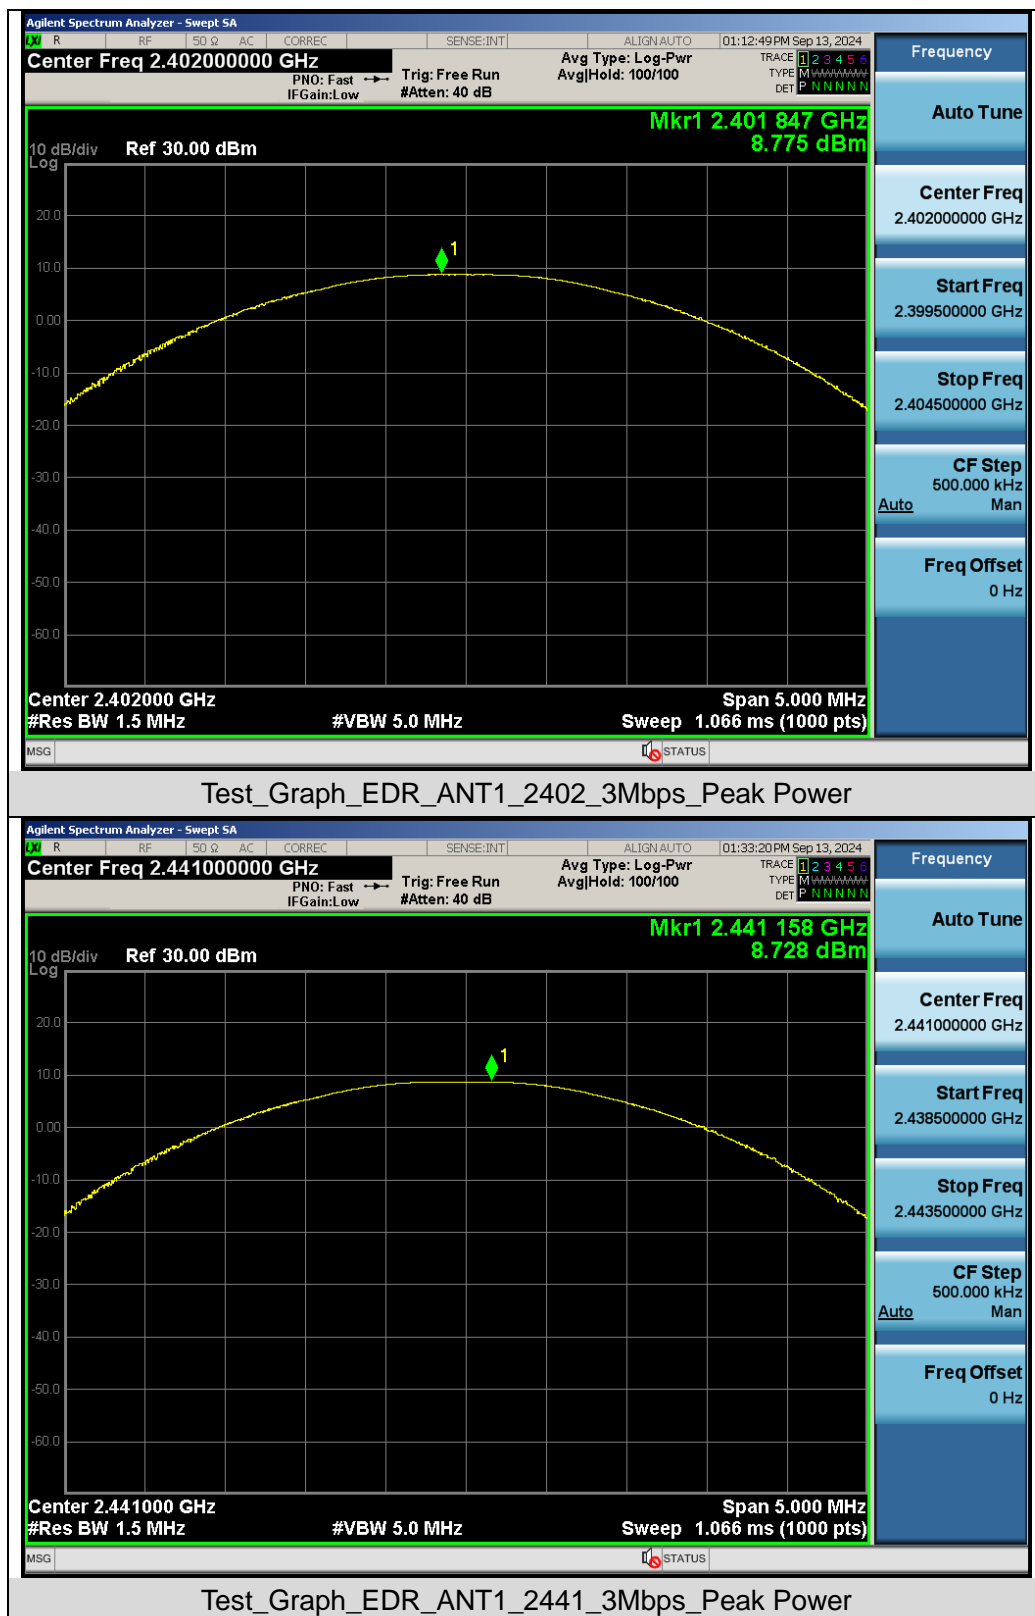 Agilent Spectrum Analyzer - Swept SA
LXI R RF 50 Ω AC CORREC SENSE:INT ALIGN AUTO 01:12:49 PM Sep 13, 2024
Center Freq 2.402000000 GHz
PNO: Fast
IFGain:Low
Trig: Free Run
#Atten: 40 dB
Avg Type: Log-Pwr
Avg|Hold: 100/100
TRACE 1 2 3 4 5 6
TYPE M WWWWW
DET P N N N N N
Mkr1 2.401 847 GHz
8.775 dBm
10 dB/div
Log
Ref 30.00 dBm
1
20.0
10.0
0.00
-10.0
-20.0
-30.0
-40.0
-50.0
-60.0
Center 2.402000 GHz
Span 5.000 MHz
#Res BW 1.5 MHz
#VBW 5.0 MHz
Sweep 1.066 ms (1000 pts)
MSG
STATUS
Frequency
Auto Tune
Center Freq
2.402000000 GHz
Start Freq
2.399500000 GHz
Stop Freq
2.404500000 GHz
CF Step
500.000 kHz
Auto Man
Freq Offset
0 Hz
Test_Graph_EDR_ANT1_2402_3Mbps_Peak Power
Agilent Spectrum Analyzer - Swept SA
LXI R RF 50 Ω AC CORREC SENSE:INT ALIGN AUTO 01:33:20 PM Sep 13, 2024
Center Freq 2.441000000 GHz
PNO: Fast
IFGain:Low
Trig: Free Run
#Atten: 40 dB
Avg Type: Log-Pwr
Avg|Hold: 100/100
TRACE 1 2 3 4 5 6
TYPE M WWWWW
DET P N N N N N
Mkr1 2.441 158 GHz
8.728 dBm
10 dB/div
Log
Ref 30.00 dBm
1
20.0
10.0
0.00
-10.0
-20.0
-30.0
-40.0
-50.0
-60.0
Center 2.441000 GHz
Span 5.000 MHz
#Res BW 1.5 MHz
#VBW 5.0 MHz
Sweep 1.066 ms (1000 pts)
MSG
STATUS
Frequency
Auto Tune
Center Freq
2.441000000 GHz
Start Freq
2.438500000 GHz
Stop Freq
2.443500000 GHz
CF Step
500.000 kHz
Auto Man
Freq Offset
0 Hz
Test_Graph_EDR_ANT1_2441_3Mbps_Peak Power